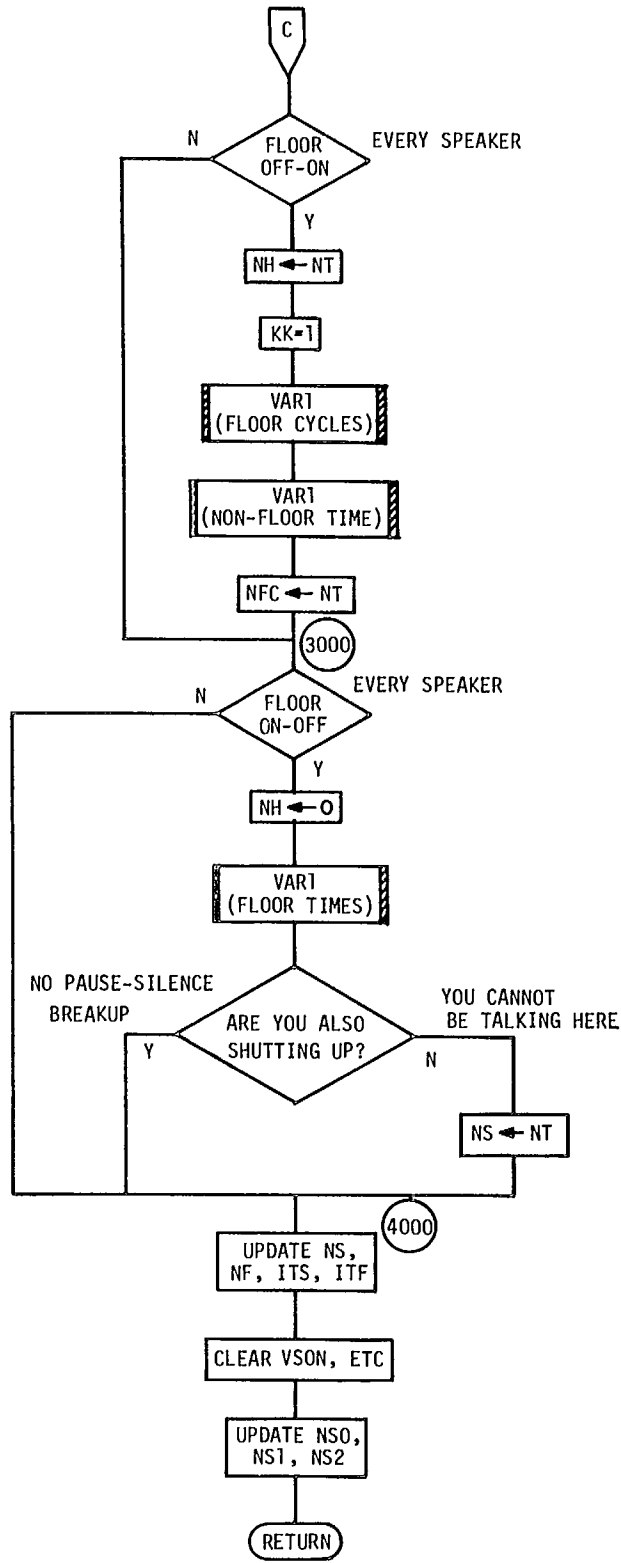 C
N
FLOOR
OFF-ON
EVERY SPEAKER
Y
NH ← NT
KK=1
VAR1
(FLOOR CYCLES)
VAR1
(NON-FLOOR TIME)
NFC ← NT
3000
N
FLOOR
ON-OFF
EVERY SPEAKER
Y
NH ← O
VAR1
(FLOOR TIMES)
NO PAUSE-SILENCE
BREAKUP
ARE YOU ALSO
SHUTTING UP?
YOU CANNOT
BE TALKING HERE
Y
N
NS ← NT
4000
UPDATE NS,
NF, ITS, ITF
CLEAR VSON, ETC
UPDATE NSO,
NS1, NS2
RETURN